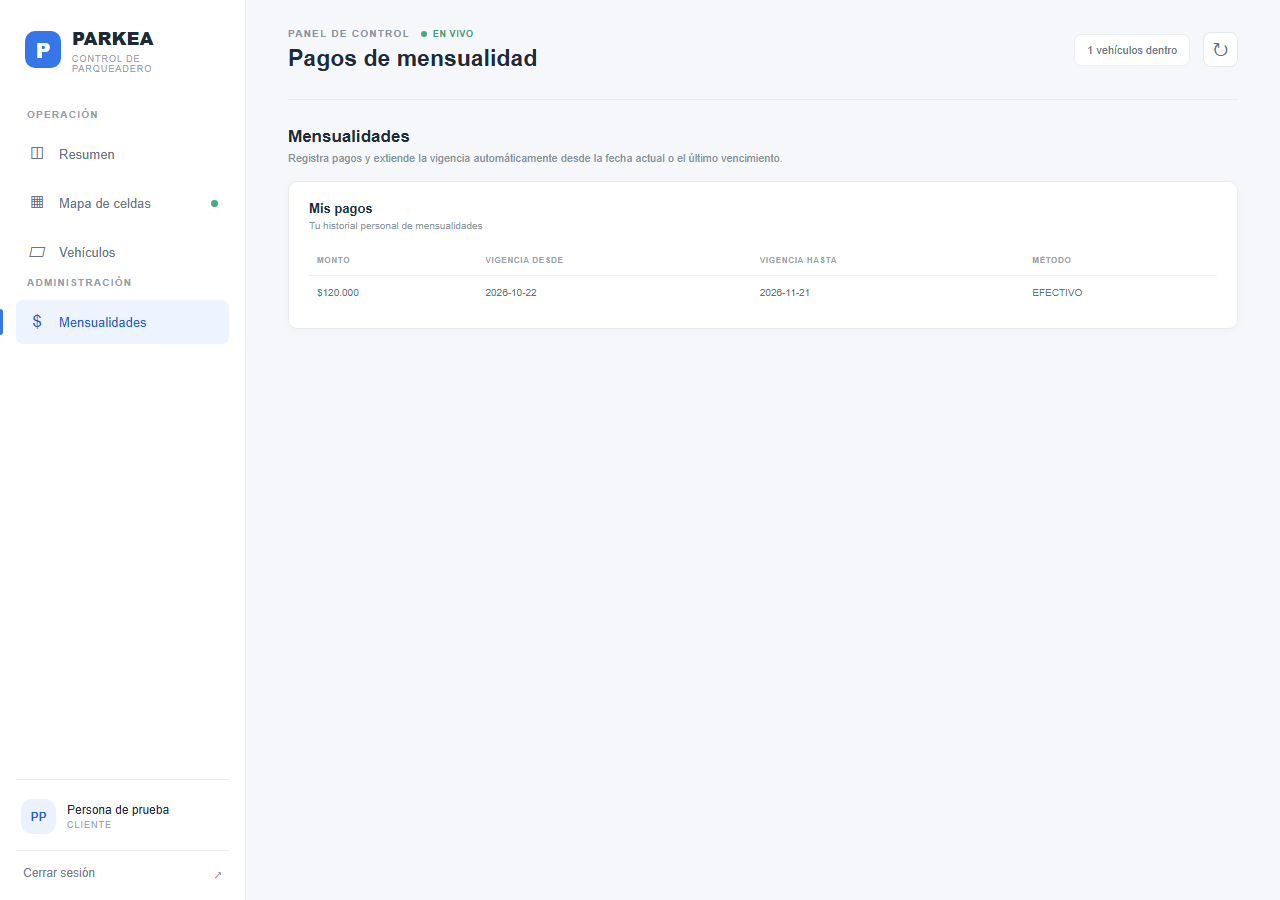 P
PARKEA
CONTROL DE
PARQUEADERO
OPERACIÓN
Resumen
Mapa de celdas
Vehículos
ADMINISTRACIÓN
$ Mensualidades
PP
Persona de prueba
CLIENTE
Cerrar sesión ↗
PANEL DE CONTROL EN VIVO
Pagos de mensualidad
1 vehículos dentro
↻
Mensualidades
Registra pagos y extiende la vigencia automáticamente desde la fecha actual o el último vencimiento.
Mis pagos
Tu historial personal de mensualidades
MONTO VIGENCIA DESDE VIGENCIA HASTA MÉTODO
$120.000 2026-10-22 2026-11-21 EFECTIVO